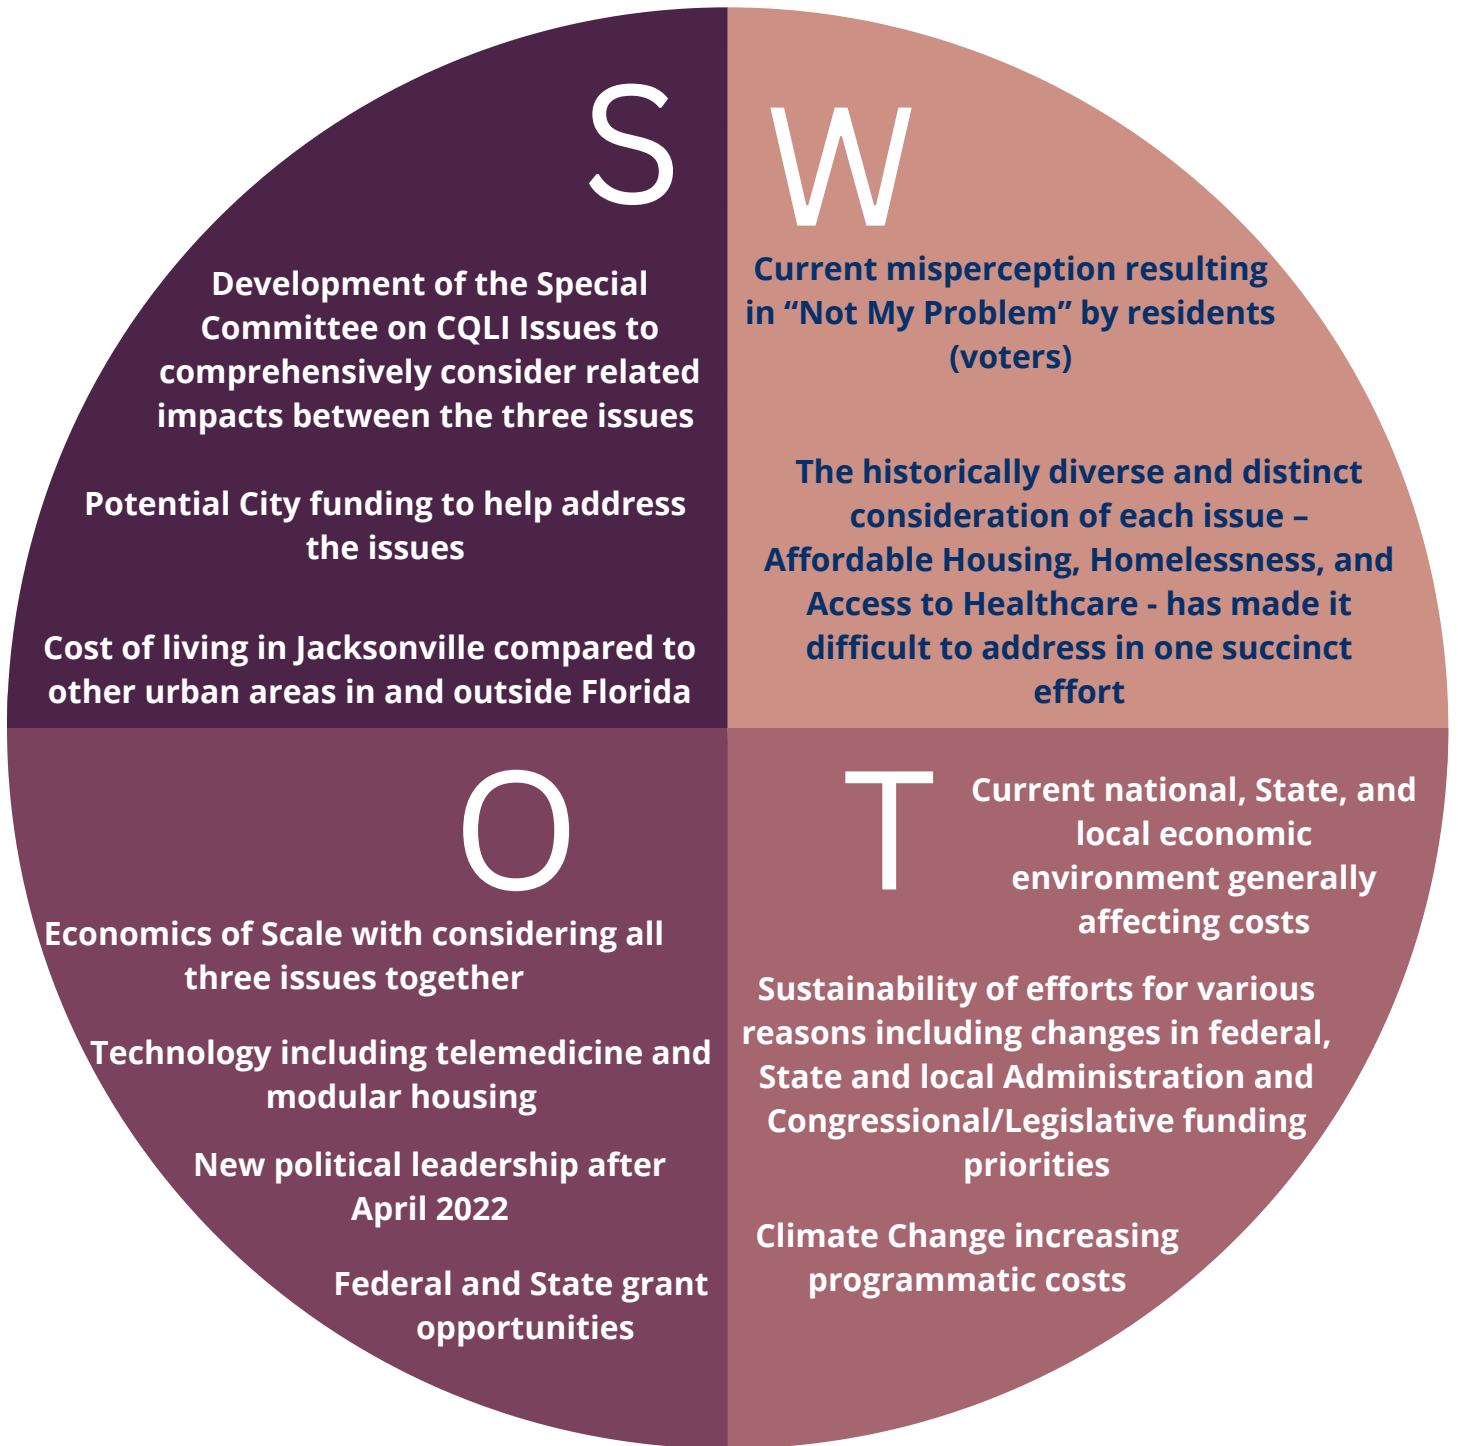 S
Development of the Special
Committee on CQLI Issues to
comprehensively consider related
impacts between the three issues
Potential City funding to help address
the issues
Cost of living in Jacksonville compared to
other urban areas in and outside Florida
W
Current misperception resulting
in “Not My Problem” by residents
(voters)
The historically diverse and distinct
consideration of each issue –
Affordable Housing, Homelessness, and
Access to Healthcare - has made it
difficult to address in one succinct
effort
O
Economics of Scale with considering all
three issues together
Technology including telemedicine and
modular housing
New political leadership after
April 2022
Federal and State grant
opportunities
T
Current national, State, and
local economic
environment generally
affecting costs
Sustainability of efforts for various
reasons including changes in federal,
State and local Administration and
Congressional/Legislative funding
priorities
Climate Change increasing
programmatic costs